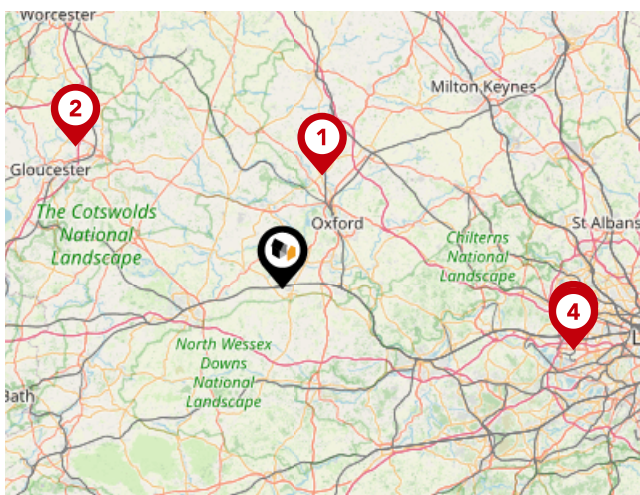 Worcester
2
Milton Keynes
1
Gloucester
The Cotswolds
National
Landscape
Oxford
St Albans
Chilterns
National
Landscape
4
North Wessex
Downs
National
Landscape
Bath